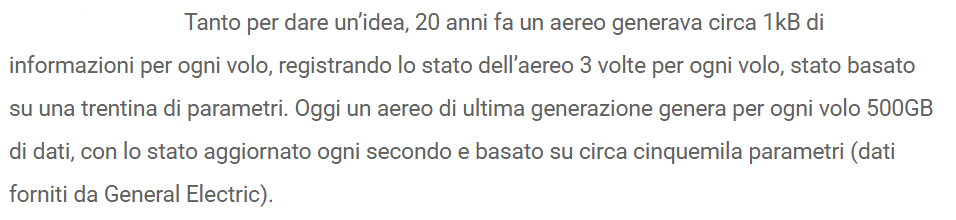 Tanto per dare un’idea, 20 anni fa un aereo generava circa 1kB di
informazioni per ogni volo, registrando lo stato dell’aereo 3 volte per ogni volo, stato basato
su una trentina di parametri. Oggi un aereo di ultima generazione genera per ogni volo 500GB
di dati, con lo stato aggiornato ogni secondo e basato su circa cinquemila parametri (dati
forniti da General Electric).